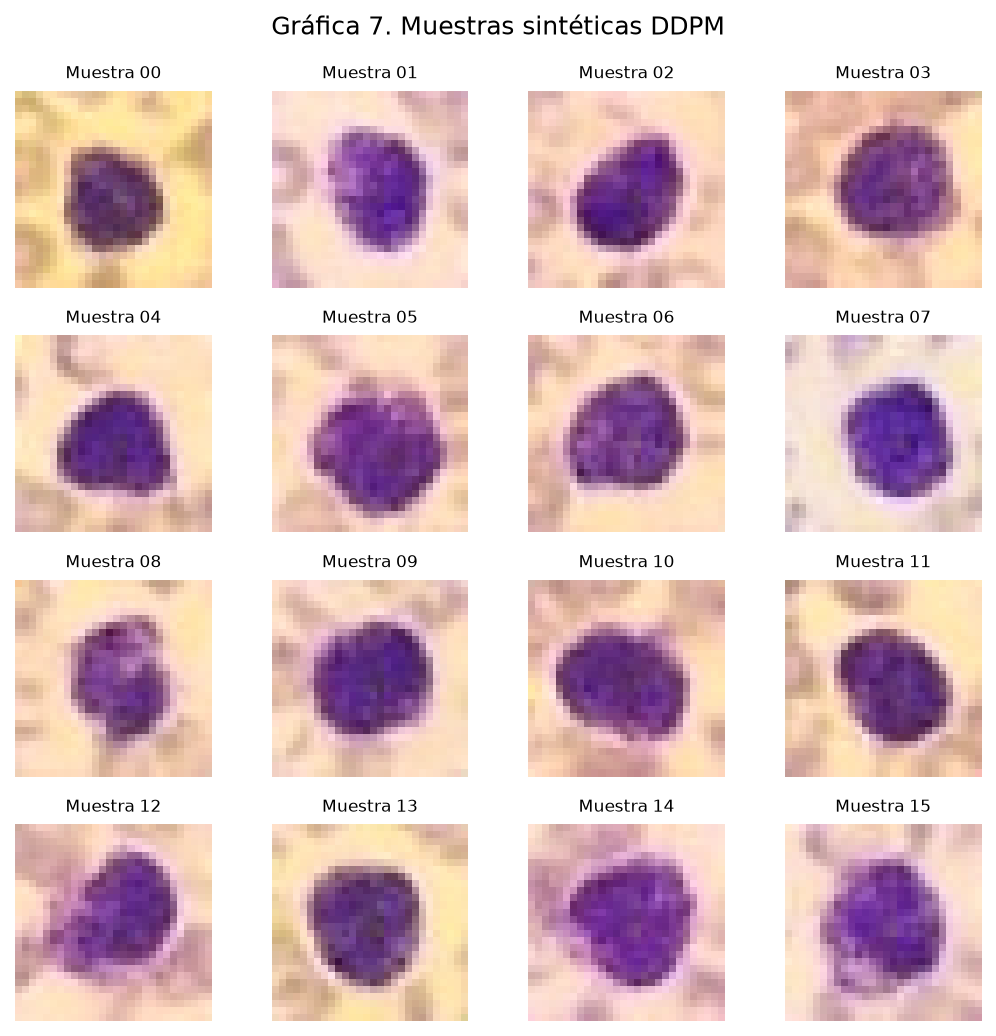 Gráfica 7. Muestras sintéticas DDPM
Muestra 00
Muestra 01
Muestra 02
Muestra 03
Muestra 04
Muestra 05
Muestra 06
Muestra 07
Muestra 08
Muestra 09
Muestra 10
Muestra 11
Muestra 12
Muestra 13
Muestra 14
Muestra 15